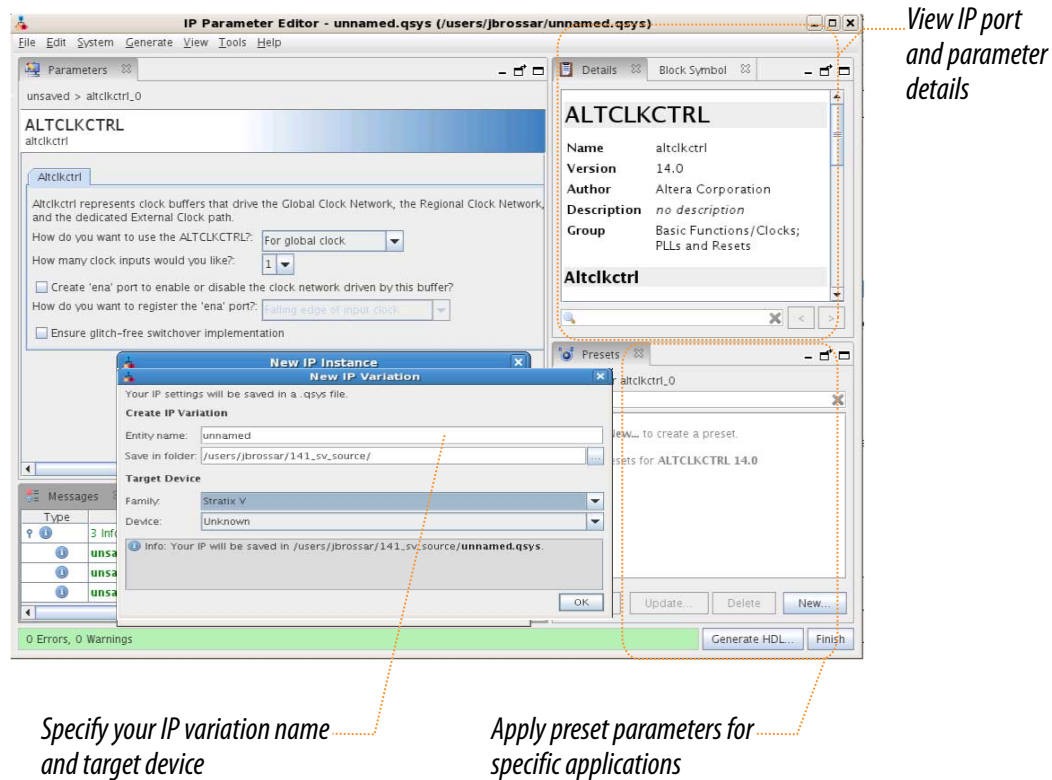 IP Parameter Editor - unnamed.qsys (/users/jbrossar/unnamed.qsys)
File Edit System Generate View Tools Help
Parameters
unsaved > altclkctrl_0
ALTCLKCTRL
altclkctrl
Altclkctrl
Altclkctrl represents clock buffers that drive the Global Clock Network, the Regional Clock Network,
and the dedicated External Clock path.
How do you want to use the ALTCLKCTRL?: For global clock
How many clock inputs would you like?: 1
Create 'ena' port to enable or disable the clock network driven by this buffer?
How do you want to register the 'ena' port?: Falling edge of input clock
Ensure glitch-free switchover implementation
Details Block Symbol
ALTCLKCTRL
Name altclkctrl
Version 14.0
Author Altera Corporation
Description no description
Group Basic Functions/Clocks;
PLLs and Resets
Altclkctrl
< >
View IP port
and parameter
details
New IP Instance
New IP Variation
Your IP settings will be saved in a .qsys file.
Create IP Variation
Entity name: unnamed
Save in folder: /users/jbrossar/141_sv_source/ ...
Target Device
Family: Stratix V
Device: Unknown
Info: Your IP will be saved in /users/jbrossar/141_sv_source/unnamed.qsys.
OK
Presets
altclkctrl_0
to create a preset.
for ALTCLKCTRL 14.0
Update... Delete New...
Messages
Type
3
0 Errors, 0 Warnings
Generate HDL... Finish
Specify your IP variation name
and target device
Apply preset parameters for
specific applications